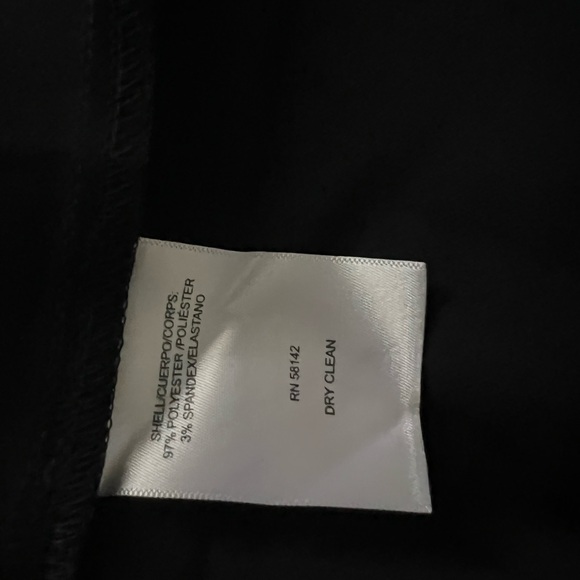 SHELL/CUERPO/CORPS:
97% POLYESTER /POLIÉSTER
3% SPANDEX/ELASTANO
RN 58142
DRY CLEAN